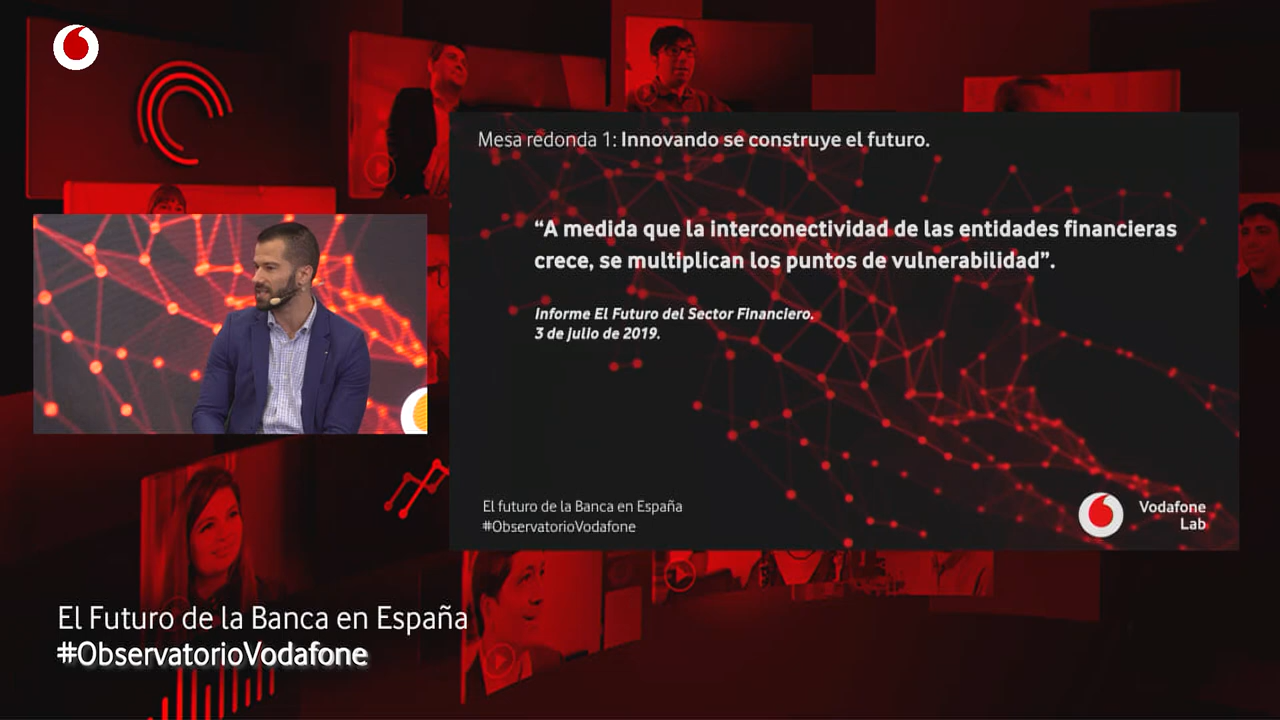 Mesa redonda 1: Innovando se construye el futuro.
“A medida que la interconectividad de las entidades financieras
crece, se multiplican los puntos de vulnerabilidad”.
Informe El Futuro del Sector Financiero.
3 de julio de 2019.
El futuro de la Banca en España
#ObservatorioVodafone
Vodafone
Lab
El Futuro de la Banca en España
#ObservatorioVodafone